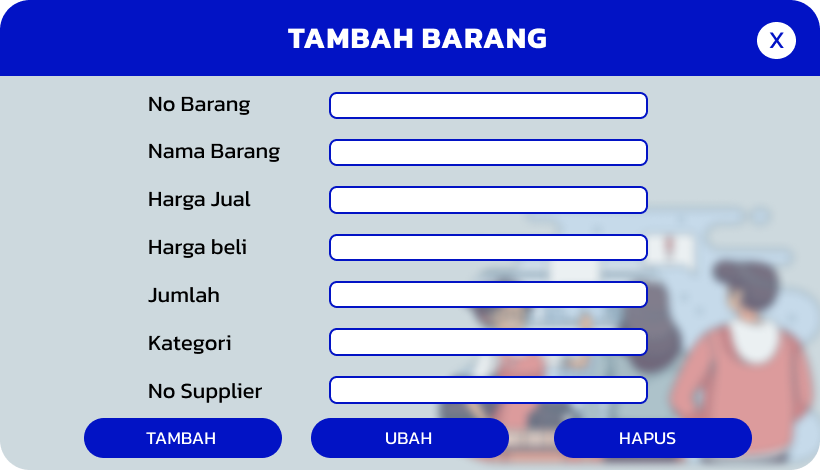 TAMBAH BARANG
X
No Barang
Nama Barang
Harga Jual
Harga beli
Jumlah
Kategori
No Supplier
TAMBAH UBAH HAPUS